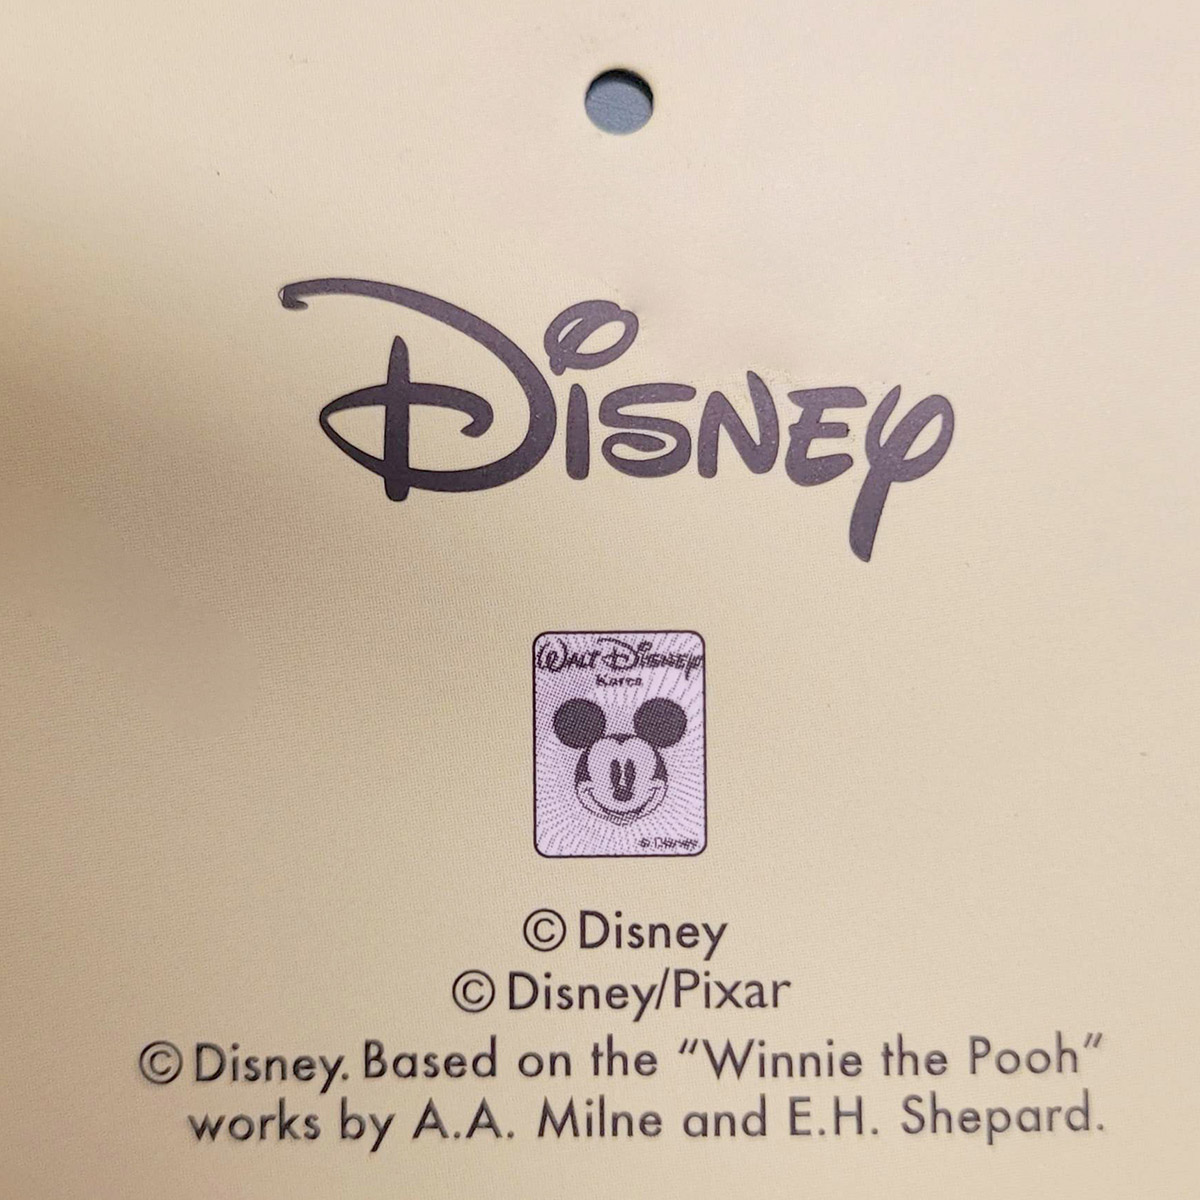 Disney
WALT DISNEY
Korea
© Disney
© Disney
© Disney/Pixar
© Disney. Based on the “Winnie the Pooh”
works by A.A. Milne and E.H. Shepard.